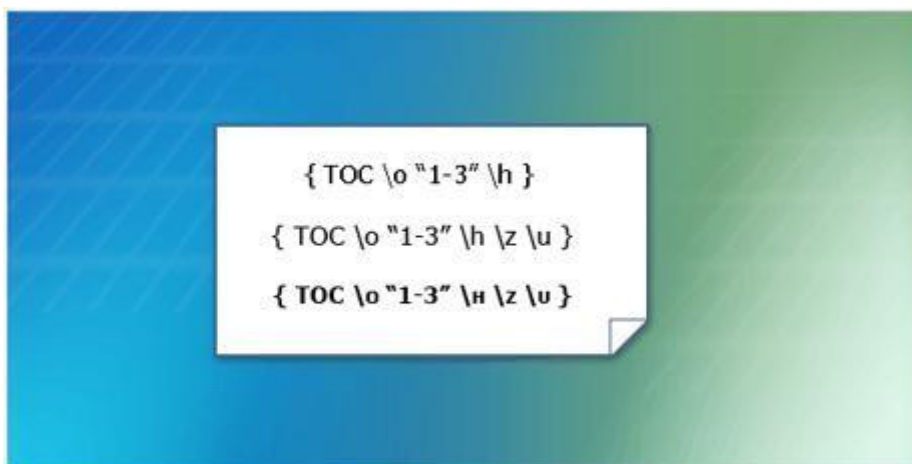 { TOC \o “1-3” \h }
{ TOC \o “1-3” \h \z \u }
{ TOC \o “1-3” \ʜ \z \ᴜ }